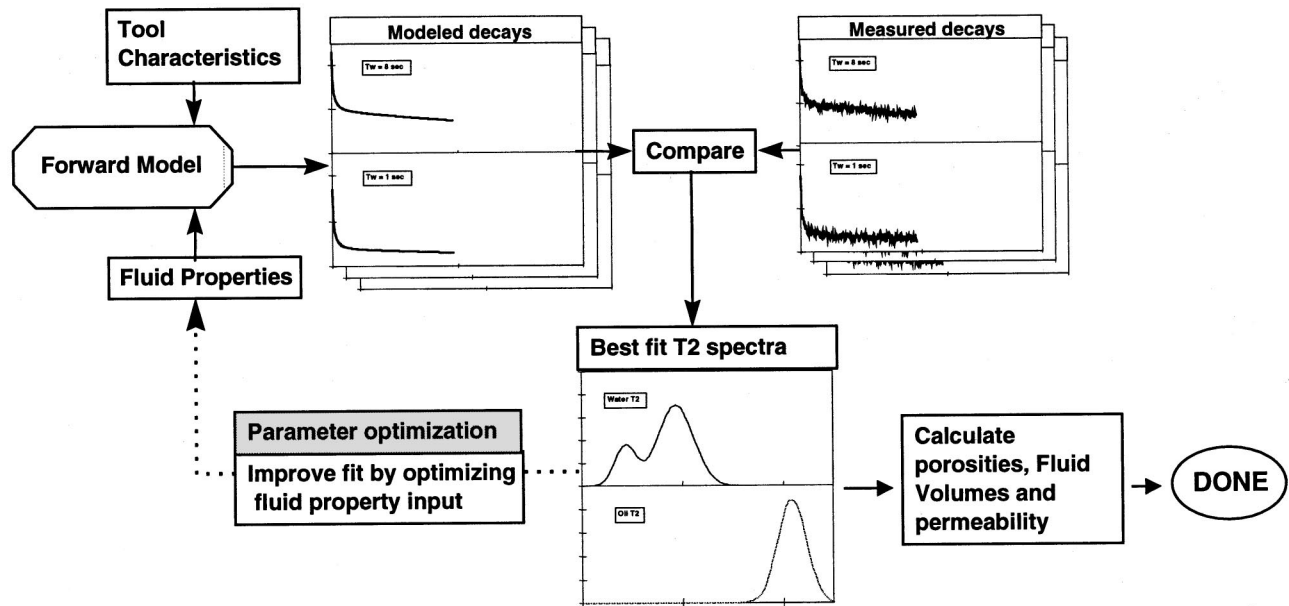 Tool
Characteristics
Modeled decays
Measured decays
Tw = 8 sec
Tw = 8 sec
Forward Model
Compare
Tw = 1 sec
Tw = 1 sec
Fluid Properties
Best fit T2 spectra
Water T2
Parameter optimization
Improve fit by optimizing
fluid property input
Calculate
porosities, Fluid
Volumes and
permeability
DONE
Oil T2